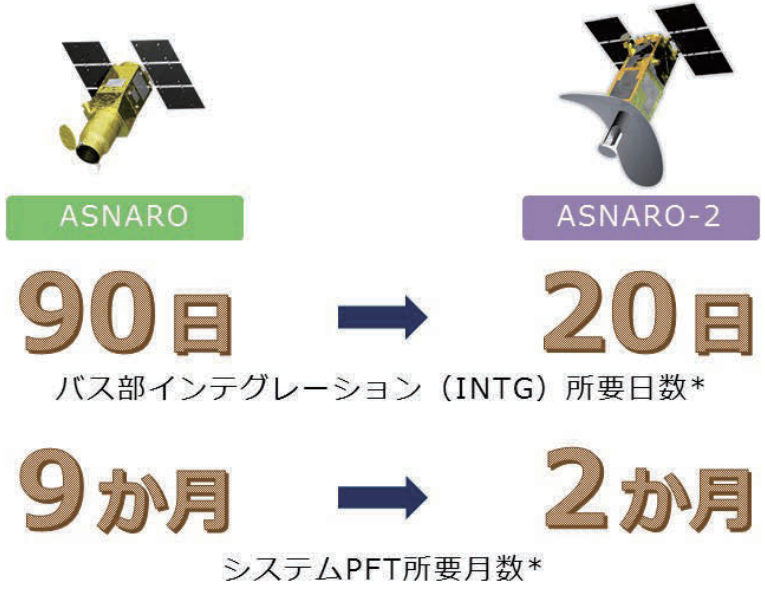 ASNARO ASNARO-2
90日 20日
バス部インテグレーション（INTG）所要日数*
9か月 2か月
システムPFT所要月数*